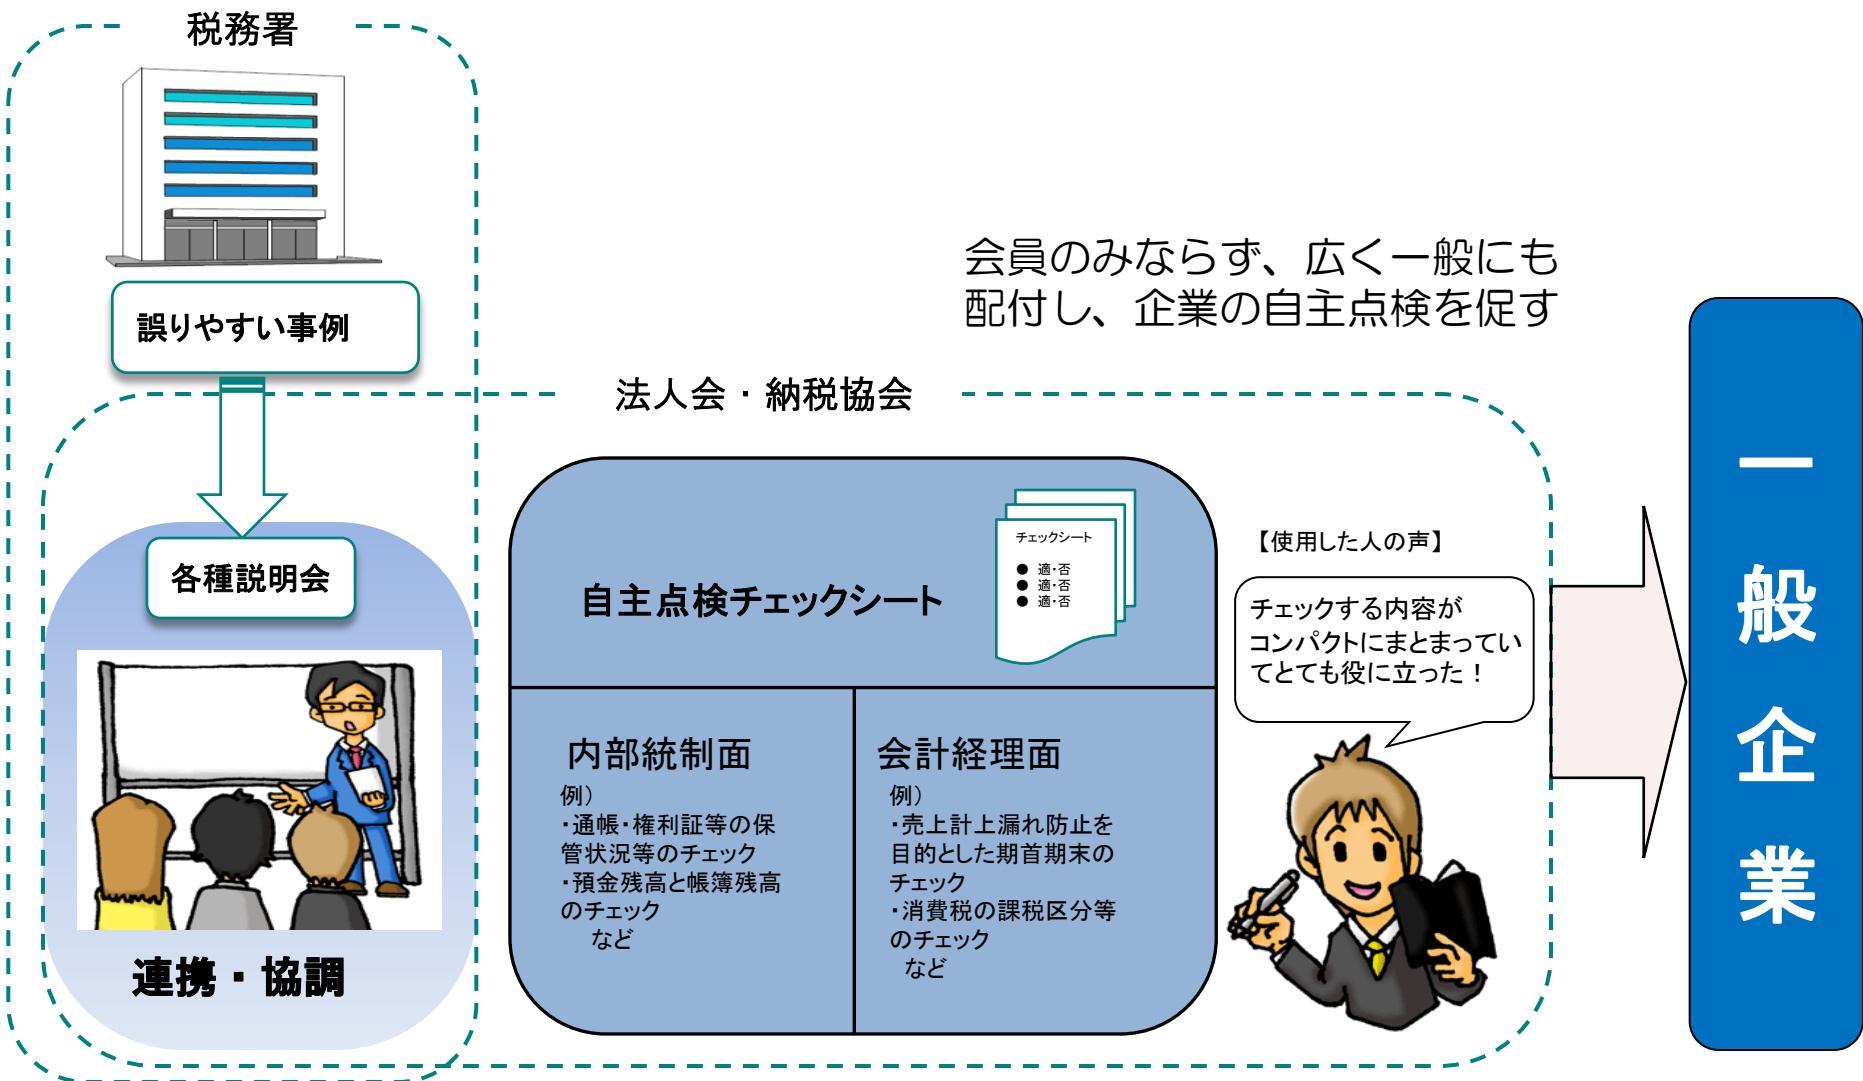 税務署
誤りやすい事例
会員のみならず、広く一般にも
配付し、企業の自主点検を促す
法人会・納税協会
各種説明会
連携・協調
自主点検チェックシート
チェックシート
● 適・否
● 適・否
● 適・否
内部統制面
例）
・通帳・権利証等の保
管状況等のチェック
・預金残高と帳簿残高
のチェック
など
会計経理面
例）
・売上計上漏れ防止を
目的とした期首期末の
チェック
・消費税の課税区分等
のチェック
など
【使用した人の声】
チェックする内容が
コンパクトにまとまってい
てとても役に立った！
一般企業